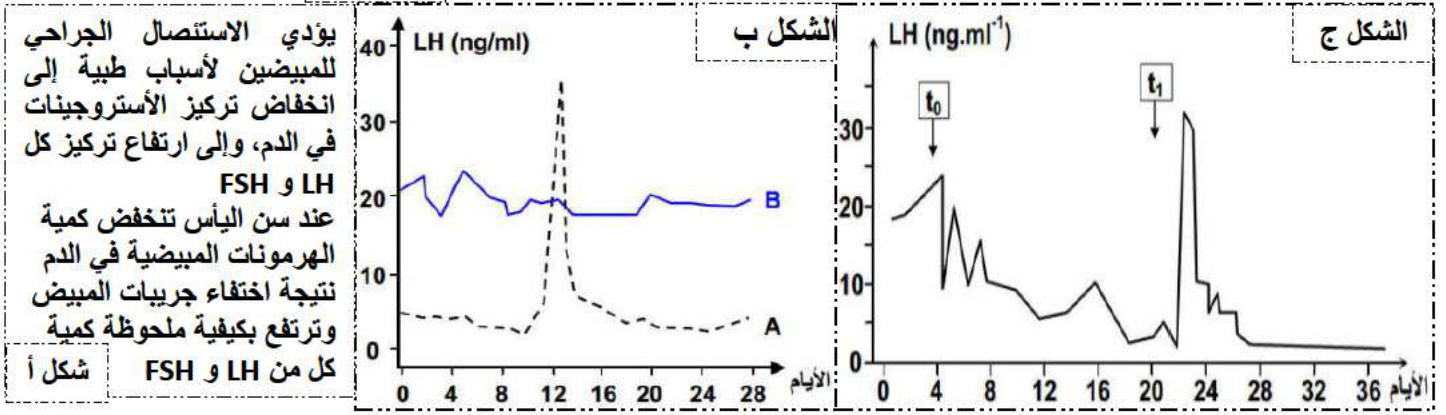 يؤدي الاستئصال الجراحي
للمبيضين لأسباب طبية إلى
انخفاض تركيز الأستروجينات
في الدم، وإلى ارتفاع تركيز كل
LH و FSH
عند سن اليأس تنخفض كمية
الهرمونات المبيضية في الدم
نتيجة اختفاء جريبات المبيض
وترتفع بكيفية ملحوظة كمية
كل من LH و FSH
شكل أ
الشكل ب
LH (ng/ml)
40
30
20
10
0
B
A
0 4 8 12 16 20 24 28
الأيام
الشكل ج
LH (ng.ml⁻¹)
t₀
t₁
30
20
10
0
0 4 8 12 16 20 24 28 32 36
الأيام